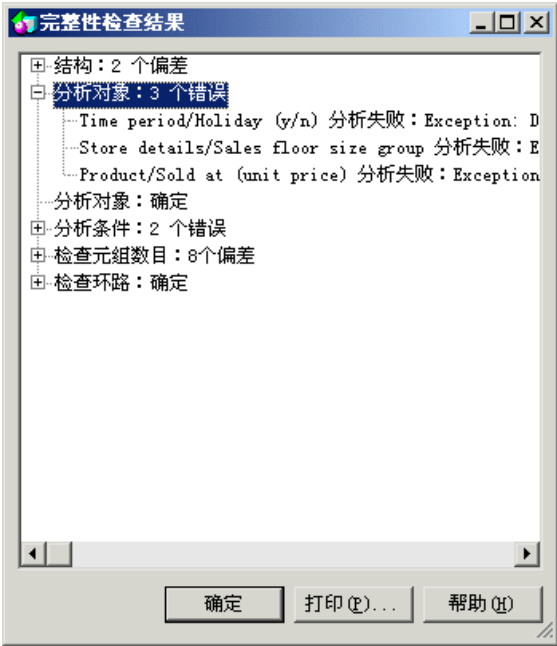 完整性检查结果
结构：2 个偏差
分析对象：3 个错误
Time period/Holiday (y/n) 分析失败：Exception: D
Store details/Sales floor size group 分析失败：E
Product/Sold at (unit price) 分析失败：Exception
分析对象：确定
分析条件：2 个错误
检查元组数目：8个偏差
检查环路：确定
确定 打印(P)... 帮助(H)